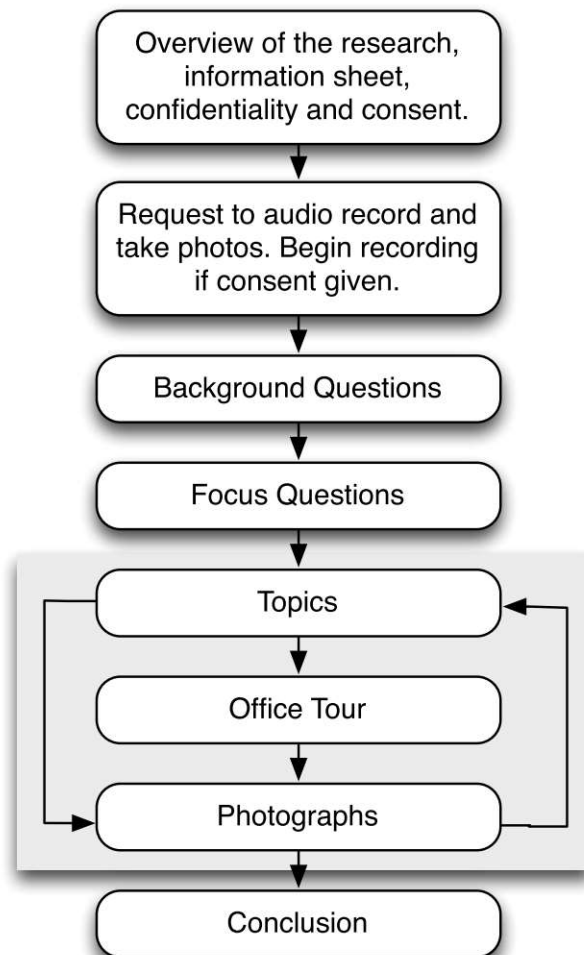 Overview of the research,
information sheet,
confidentiality and consent.
Request to audio record and
take photos. Begin recording
if consent given.
Background Questions
Focus Questions
Topics
Office Tour
Photographs
Conclusion